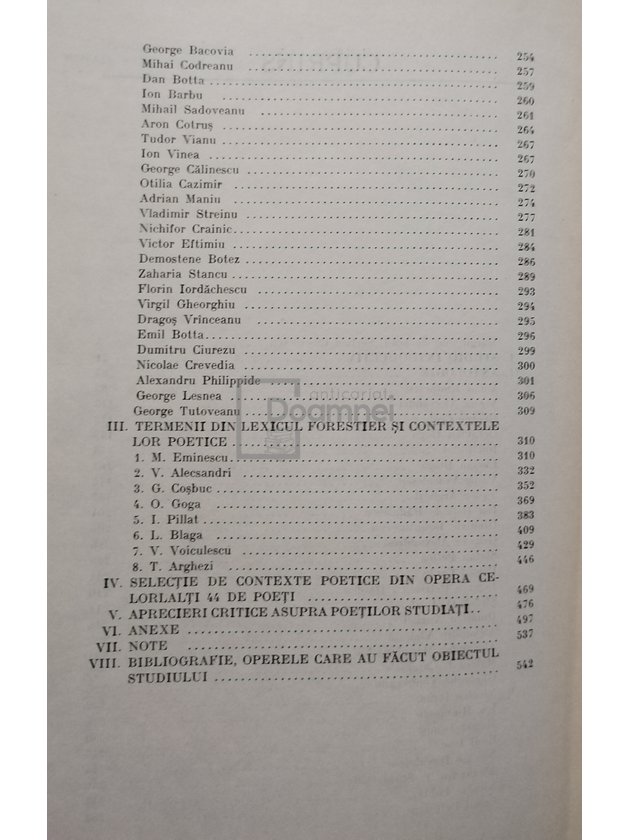 George Bacovia ........ 254
Mihai Codreanu ........ 257
Dan Botta ........ 259
Ion Barbu ........ 260
Mihail Sadoveanu ........ 261
Aron Cotruș ........ 264
Tudor Vianu ........ 267
Ion Vinea ........ 267
George Călinescu ........ 270
Otilia Cazimir ........ 272
Adrian Maniu ........ 274
Vladimir Streinu ........ 277
Nichifor Crainic ........ 281
Victor Eftimiu ........ 284
Demostene Botez ........ 286
Zaharia Stancu ........ 289
Florin Iordăchescu ........ 293
Virgil Gheorghiu ........ 294
Dragoș Vrînceanu ........ 295
Emil Botta ........ 296
Dumitru Ciurezu ........ 299
Nicolae Crevedia ........ 300
Alexandru Philippide ........ 301
George Lesnea ........ 306
George Tutoveanu ........ 309
anticariat
Dogmnei
III. TERMENII DIN LEXICUL FORESTIER ȘI CONTEXTELE
LOR POETICE ........ 310
1. M. Eminescu ........ 310
2. V. Alecsandri ........ 332
3. G. Coșbuc ........ 352
4. O. Goga ........ 369
5. I. Pillat ........ 383
6. L. Blaga ........ 409
7. V. Voiculescu ........ 429
8. T. Arghezi ........ 446
IV. SELECȚIE DE CONTEXTE POETICE DIN OPERA CE-
LORLALȚI 44 DE POEȚI ........ 469
V. APRECIERI CRITICE ASUPRA POEȚILOR STUDIAȚI.. 476
VI. ANEXE ........ 497
VII. NOTE ........ 537
VIII. BIBLIOGRAFIE, OPERELE CARE AU FĂCUT OBIECTUL
STUDIULUI ........ 542